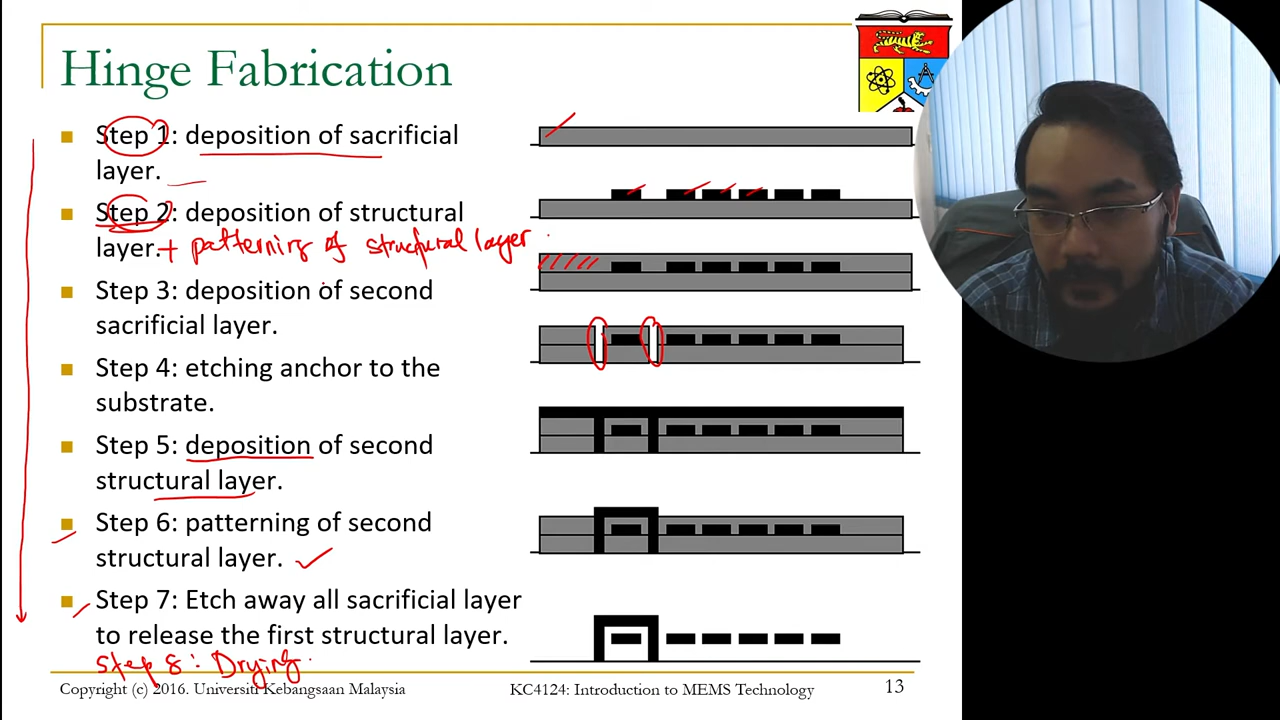 Hinge Fabrication
Step 1: deposition of sacrificial
layer.
Step 2: deposition of structural
layer.+ patterning of structural layer.
Step 3: deposition of second
sacrificial layer.
Step 4: etching anchor to the
substrate.
Step 5: deposition of second
structural layer.
Step 6: patterning of second
structural layer.
Step 7: Etch away all sacrificial layer
to release the first structural layer.
Step 8: Drying.
Copyright (c) 2016. Universiti Kebangsaan Malaysia
KC4124: Introduction to MEMS Technology
13